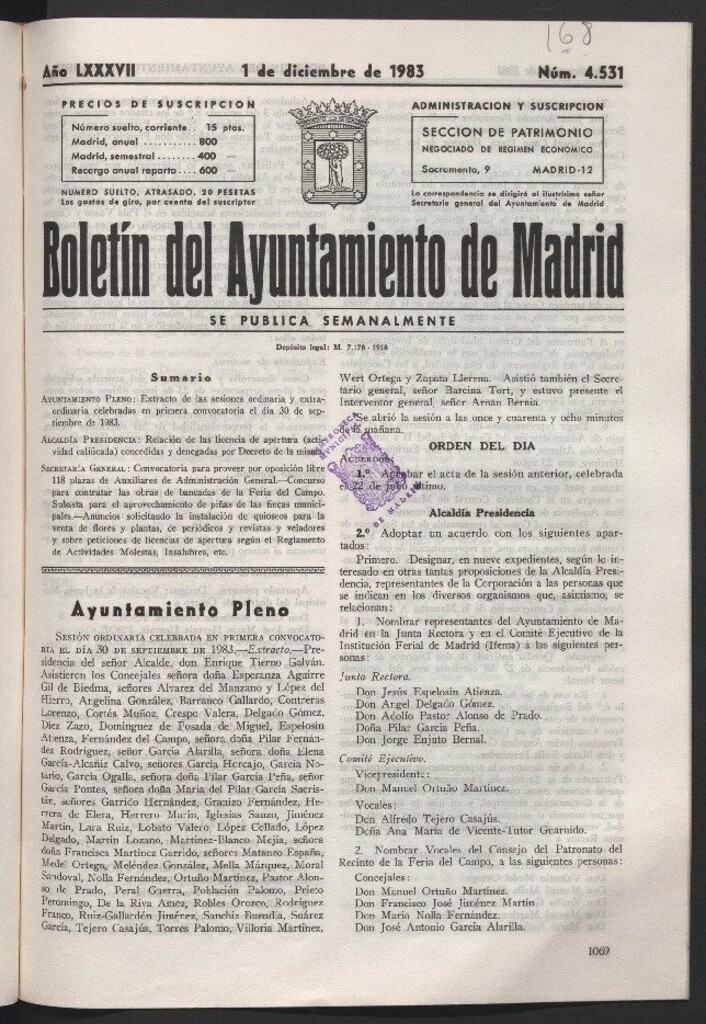 168
Año LXXXVII 1 de diciembre de 1983 Núm. 4.531
PRECIOS DE SUSCRIPCION
Número suelto, corriente.. 15 ptas.
Madrid, anual .......... 800 —
Madrid, semestral ......... 400 —
Recargo anual reparto.... 600 —
NUMERO SUELTO, ATRASADO, 20 PESETAS
Los gastos de giro, por cuenta del suscriptor
ADMINISTRACION Y SUSCRIPCION
SECCION DE PATRIMONIO
NEGOCIADO DE REGIMEN ECONOMICO
Sacramento, 9 MADRID-12
La correspondencia se dirigirá al ilustrísimo señor
Secretario general del Ayuntamiento de Madrid
Boletín del Ayuntamiento de Madrid
SE PUBLICA SEMANALMENTE
Depósito legal: M. 7.178 - 1958
Sumario
AYUNTAMIENTO PLENO: Extracto de las sesiones ordinaria y extra-
ordinaria celebradas en primera convocatoria el día 30 de sep-
tiembre de 1983.
ALCALDÍA PRESIDENCIA: Relación de las licencia de apertura (acti-
vidad calificada) concedidas y denegadas por Decreto de la misma.
SECRETARÍA GENERAL: Convocatoria para proveer por oposición libre
118 plazas de Auxiliares de Administración General.—Concurso
para contratar las obras de bancadas de la Feria del Campo.
Subasta para el aprovechamiento de piñas de las fincas munici-
pales.—Anuncios solicitando la instalación de quioscos para la
venta de flores y plantas, de periódicos y revistas y veladores
y sobre peticiones de licencias de apertura según el Reglamento
de Actividades Molestas, Insalubres, etc.
Ayuntamiento Pleno
SESIÓN ORDINARIA CELEBRADA EN PRIMERA CONVOCATO-
RIA EL DÍA 30 DE SEPTIEMBRE DE 1983.—Extracto.—Pre-
sidencia del señor Alcalde, don Enrique Tierno Galván.
Asistieron los Concejales señora doña Esperanza Aguirre
Gil de Biedma, señores Alvarez del Manzano y López del
Hierro, Angelina González, Barranco Gallardo, Contreras
Lorenzo, Cortés Muñoz, Crespo Valera, Delgado Gómez,
Díez Zazo, Domínguez de Posada de Miguel, Espelosín
Atienza, Fernández del Campo, señora doña Pilar Fernán-
dez Rodríguez, señor García Alarilla, señora doña Elena
García-Alcañiz Calvo, señores García Horcajo, García No-
tario, García Ogalla, señora doña Pilar García Peña, señor
García Pontes, señora doña María del Pilar García Sacris-
tán, señores Garrido Hernández, Granizo Fernández, He-
rrera de Elera, Herrero Marín, Iglesias Sanzo, Jiménez
Martín, Lara Ruiz, Lobato Valero, López Collado, López
Delgado, Martín Lozano, Martínez-Blanco Mejía, señora
doña Francisca Martínez Garrido, señores Matanzo España,
Medel Ortega, Meléndez González, Mella Márquez, Moral
Sandoval, Nolla Fernández, Ortuño Martínez, Pastor Alon-
so de Prado, Peral Guerra, Población Palomo, Prieto
Peromingo, De la Riva Amez, Robles Orozco, Rodríguez
Franco, Ruiz-Gallardón Jiménez, Sanchiz Buendía, Suárez
García, Tejero Casajús, Torres Palomo, Villoria Martínez,
Wert Ortega y Zapata Llerena. Asistió también el Secre-
tario general, señor Barcina Tort, y estuvo presente el
Interventor general, señor Arnan Bernia.
Se abrió la sesión a las once y cuarenta y ocho minutos
de la mañana.
ORDEN DEL DIA
ACUERDOS
1.º Aprobar el acta de la sesión anterior, celebrada
el 22 de julio último.
Alcaldía Presidencia
2.º Adoptar un acuerdo con los siguientes apar-
tados:
Primero. Designar, en nueve expedientes, según lo in-
teresado en otras tantas proposiciones de la Alcaldía Presi-
dencia, representantes de la Corporación a las personas que
se indican en los diversos organismos que, asimismo, se
relacionan:
1. Nombrar representantes del Ayuntamiento de Ma-
drid en la Junta Rectora y en el Comité Ejecutivo de la
Institución Ferial de Madrid (Ifema) a las siguientes per-
sonas:
Junta Rectora.
Don Jesús Espelosín Atienza.
Don Angel Delgado Gómez.
Don Adolfo Pastor Alonso de Prado.
Doña Pilar García Peña.
Don Jorge Enjuto Bernal.
Comité Ejecutivo.
Vicepresidente:
Don Manuel Ortuño Martínez.
Vocales:
Don Alfredo Tejero Casajús.
Doña Ana María de Vicente-Tutor Guarnido.
2. Nombrar Vocales del Consejo del Patronato del
Recinto de la Feria del Campo, a las siguientes personas:
Concejales:
Don Manuel Ortuño Martínez.
Don Francisco José Jiménez Martín.
Don Mario Nolla Fernández.
Don José Antonio García Alarilla.
1069
HEMEROTECA MUNICIPAL
DE MADRID